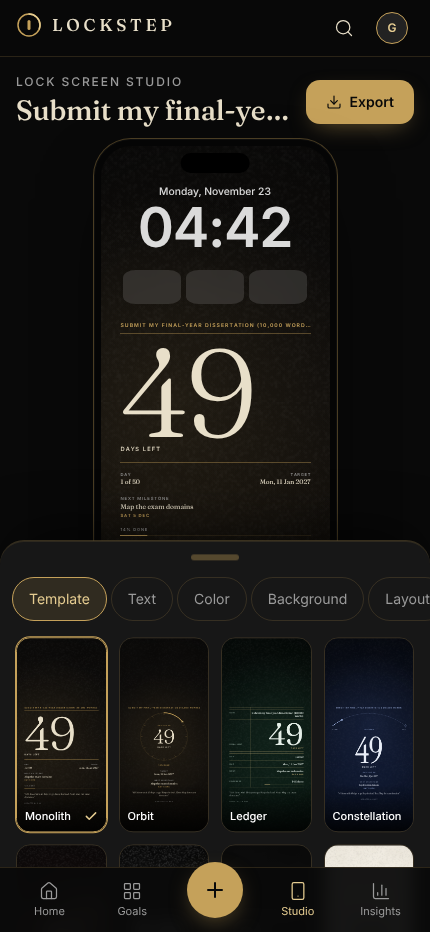 LOCKSTEP
G
LOCK SCREEN STUDIO
Submit my final-ye...
Export
Monday, November 23
04:42
SUBMIT MY FINAL-YEAR DISSERTATION (10,000 WORD...
49
DAYS LEFT
DAY
TARGET
1 of 50
Mon, 11 Jan 2027
NEXT MILESTONE
Map the exam domains
SAT 5 DEC
Template
Text
Color
Background
Layout
49
49
49
49
Monolith
Orbit
Ledger
Constellation
Home
Goals
Studio
Insights